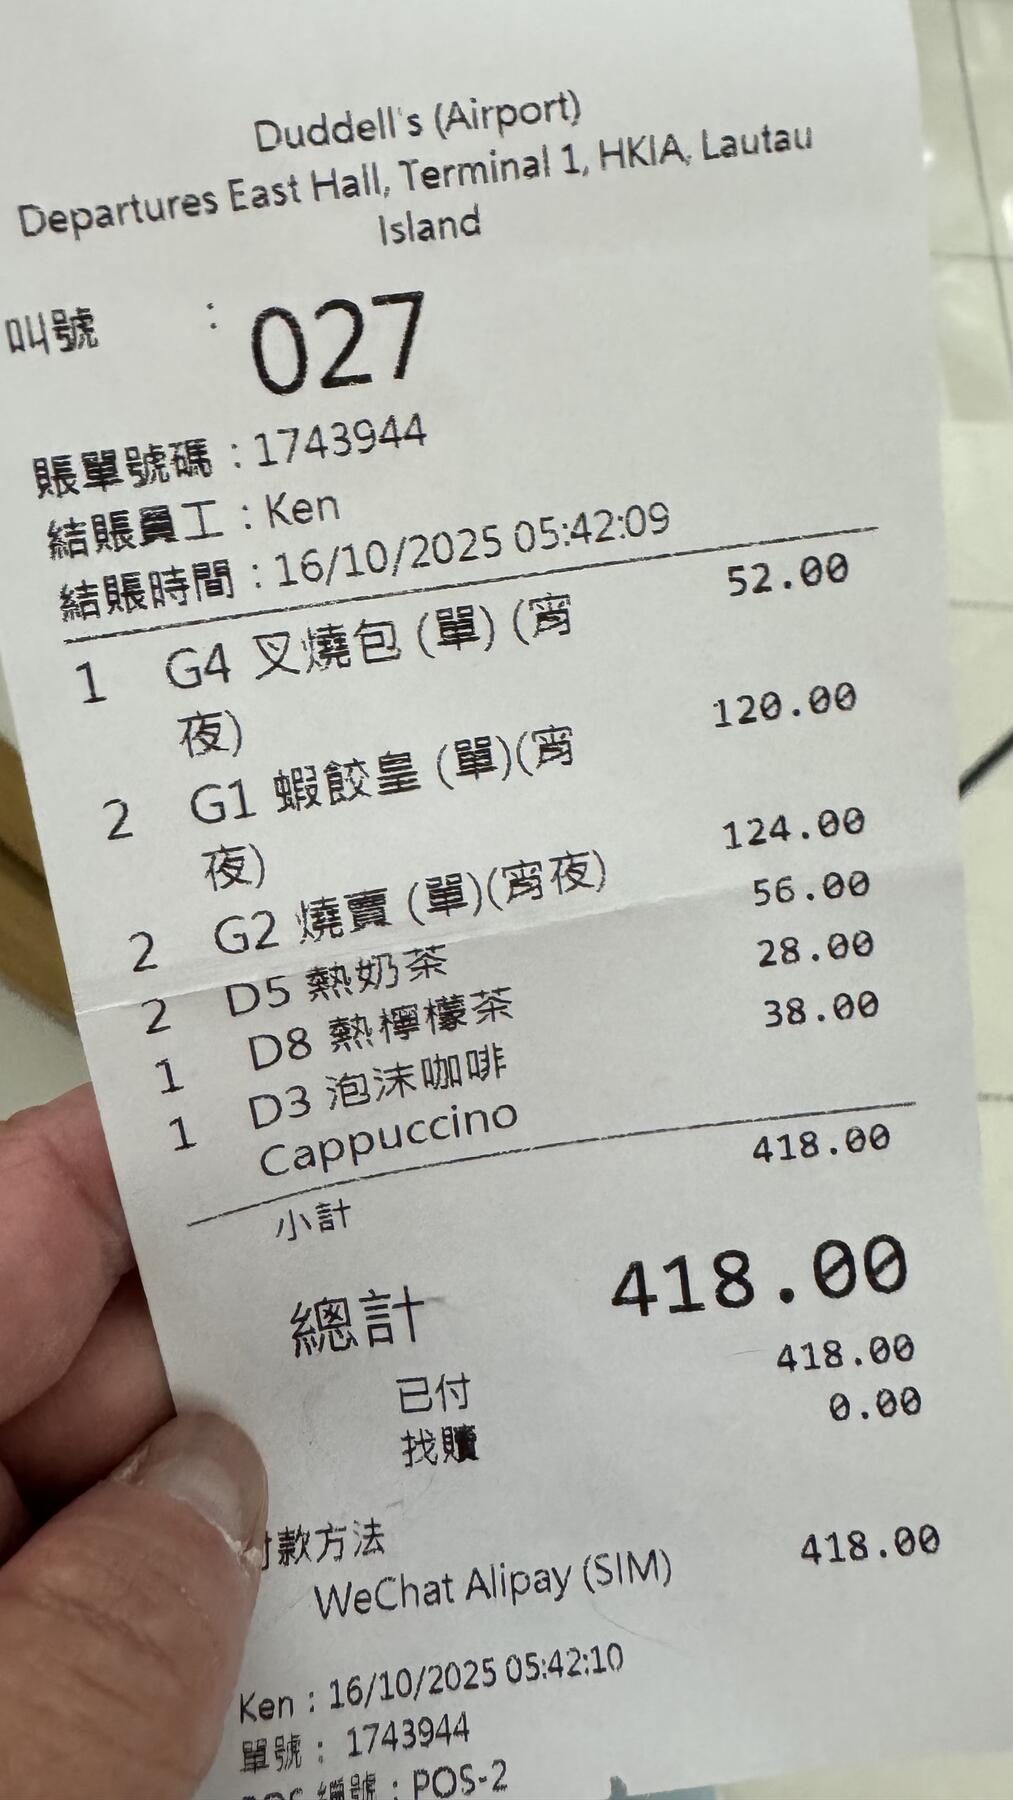 Duddell's (Airport)
Departures East Hall, Terminal 1, HKIA, Lautau
Island
叫號 : 027
賬單號碼 : 1743944
結賬員工 : Ken
結賬時間 : 16/10/2025 05:42:09
1 G4 叉燒包 (單) (宵 52.00
夜)
2 G1 蝦餃皇 (單)(宵 120.00
夜)
2 G2 燒賣 (單)(宵夜) 124.00
2 D5 熱奶茶 56.00
1 D8 熱檸檬茶 28.00
1 D3 泡沫咖啡 38.00
Cappuccino
小計 418.00
總計 418.00
已付 418.00
找贖 0.00
付款方法
WeChat Alipay (SIM) 418.00
Ken : 16/10/2025 05:42:10
單號 : 1743944
POS 編號 : POS-2